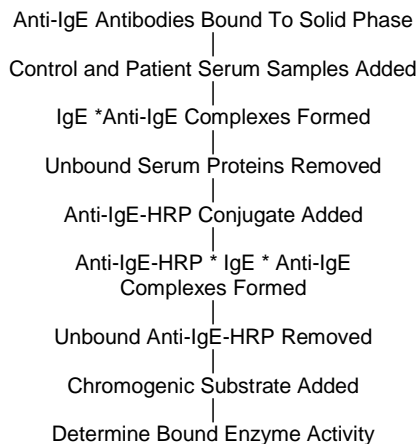 Anti-IgE Antibodies Bound To Solid Phase
Control and Patient Serum Samples Added
IgE *Anti-IgE Complexes Formed
Unbound Serum Proteins Removed
Anti-IgE-HRP Conjugate Added
Anti-IgE-HRP * IgE * Anti-IgE
Complexes Formed
Unbound Anti-IgE-HRP Removed
Chromogenic Substrate Added
Determine Bound Enzyme Activity